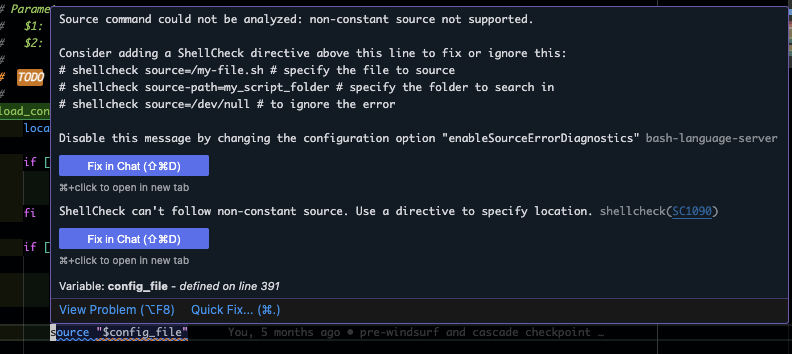 # Paramet
# $1:
# $2:
#
# TODO
#
load_con
loca
if [
fi
if [
Source command could not be analyzed: non-constant source not supported.
Consider adding a ShellCheck directive above this line to fix or ignore this:
# shellcheck source=/my-file.sh # specify the file to source
# shellcheck source-path=my_script_folder # specify the folder to search in
# shellcheck source=/dev/null # to ignore the error
Disable this message by changing the configuration option "enableSourceErrorDiagnostics" bash-language-server
Fix in Chat (⇧⌘D)
⌘+click to open in new tab
ShellCheck can't follow non-constant source. Use a directive to specify location. shellcheck(SC1090)
Fix in Chat (⇧⌘D)
⌘+click to open in new tab
Variable: config_file - defined on line 391
View Problem (⌥F8) Quick Fix... (⌘.)
source "$config_file" You, 5 months ago • pre-windsurf and cascade checkpoint …